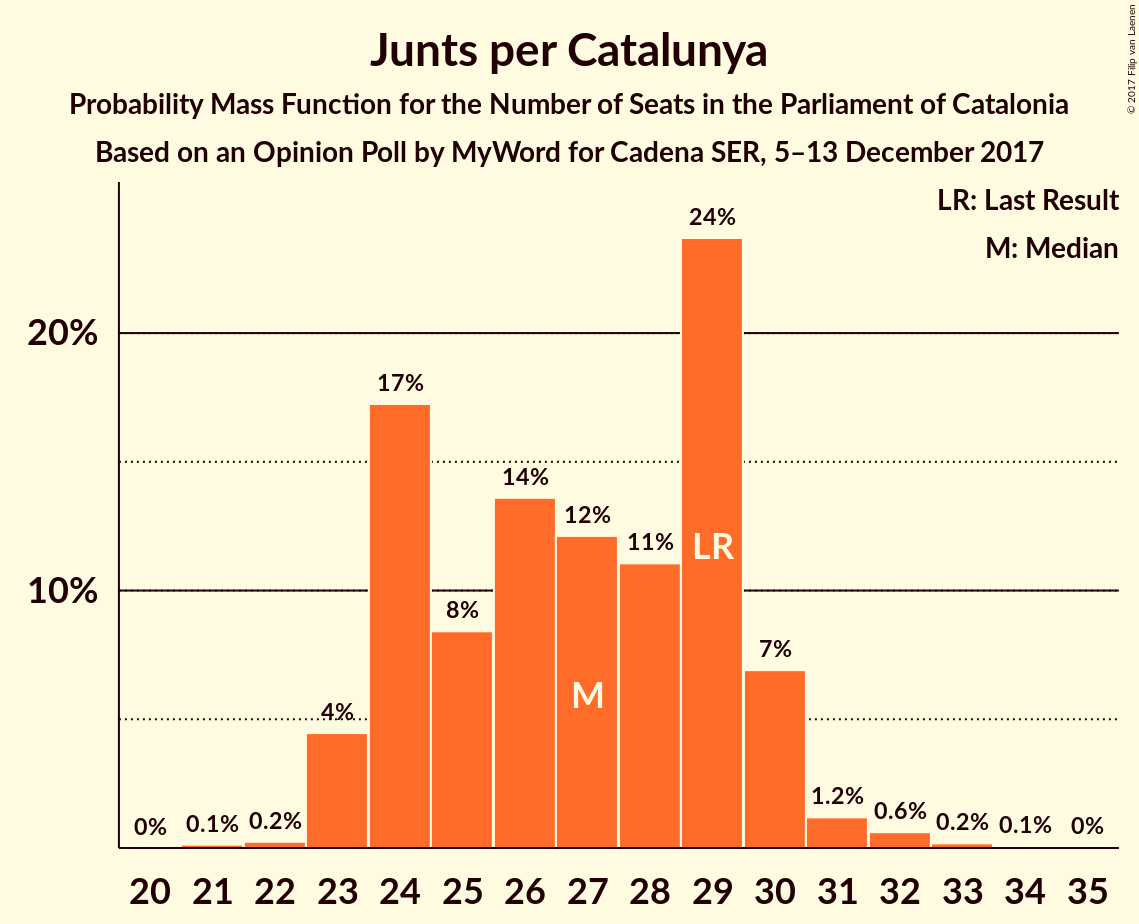 Junts per Catalunya
Probability Mass Function for the Number of Seats in the Parliament of Catalonia
Based on an Opinion Poll by MyWord for Cadena SER, 5–13 December 2017
© 2017 Filip van Laenen
LR: Last Result
M: Median
20%
10%
0%
0.1%
0.2%
4%
17%
8%
14%
12%
11%
24%
7%
1.2%
0.6%
0.2%
0.1%
0%
M
LR
20 21 22 23 24 25 26 27 28 29 30 31 32 33 34 35